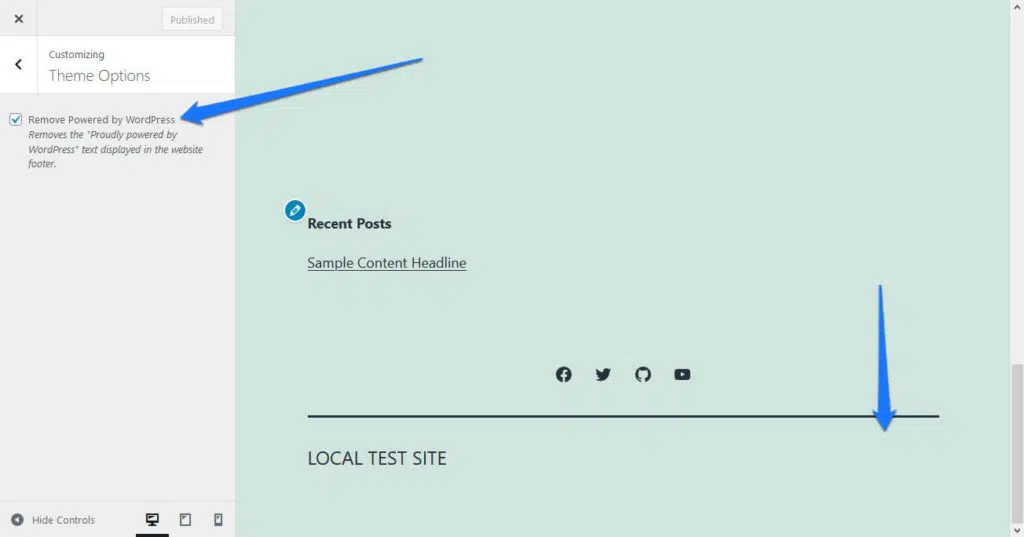 Published
Customizing
Theme Options
Remove Powered by WordPress
Removes the "Proudly powered by
WordPress" text displayed in the website
footer.
Recent Posts
Sample Content Headline
LOCAL TEST SITE
Hide Controls